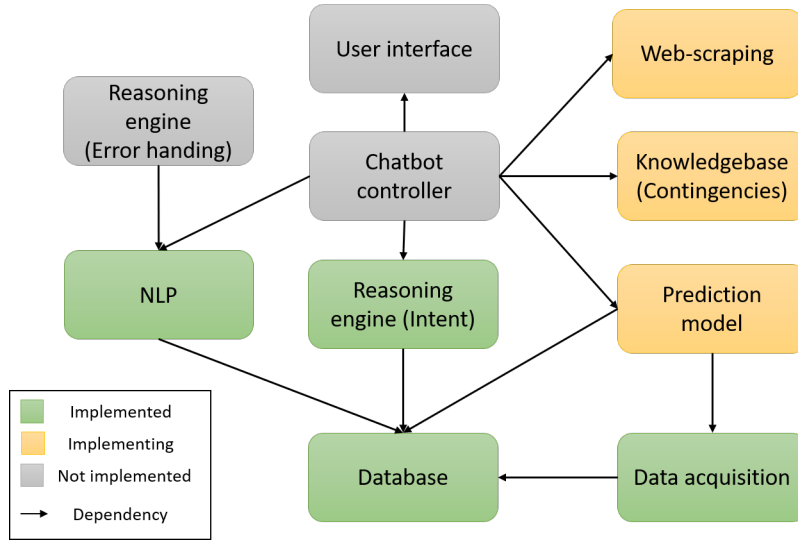 User interface
Web-scraping
Reasoning
engine
(Error handing)
Chatbot
controller
Knowledgebase
(Contingencies)
NLP
Reasoning
engine (Intent)
Prediction
model
Implemented
Implementing
Not implemented
Dependency
Database
Data acquisition